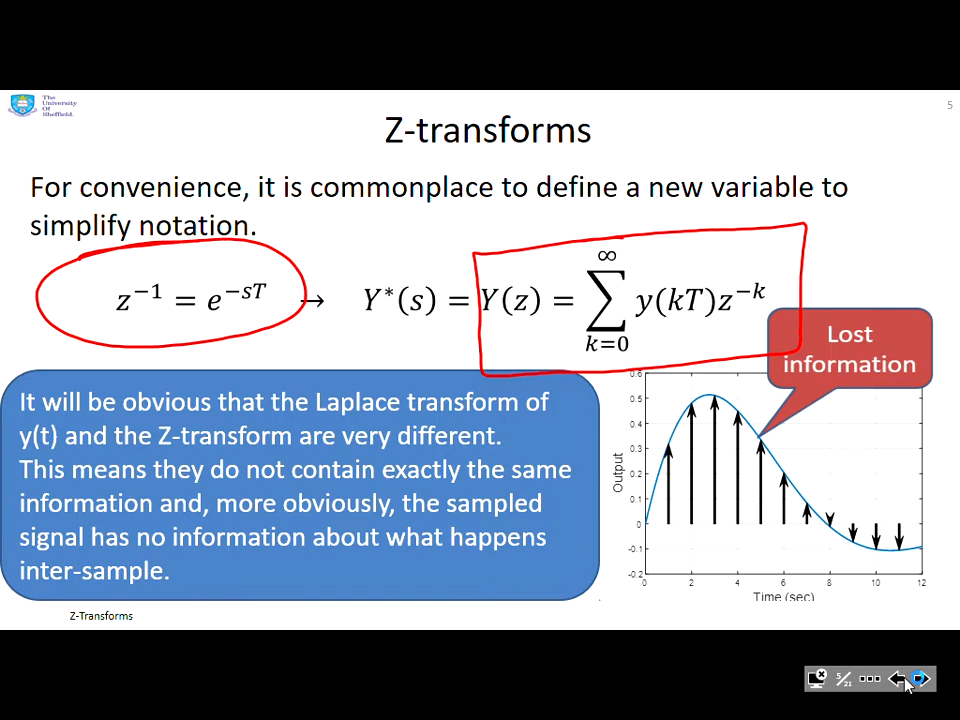 The
University
Of
Sheffield.
5
Z-transforms
For convenience, it is commonplace to define a new variable to
simplify notation.
z⁻¹ = e⁻ˢᵀ → Y*(s) = Y(z) = ∑_{k=0}^{∞} y(kT)z⁻ᵏ
Lost
information
It will be obvious that the Laplace transform of
y(t) and the Z-transform are very different.
This means they do not contain exactly the same
information and, more obviously, the sampled
signal has no information about what happens
inter-sample.
Output
0.6
0.5
0.4
0.3
0.2
0.1
0
-0.1
-0.2
0 2 4 6 8 10 12
Time (sec)
Z-Transforms
5/21